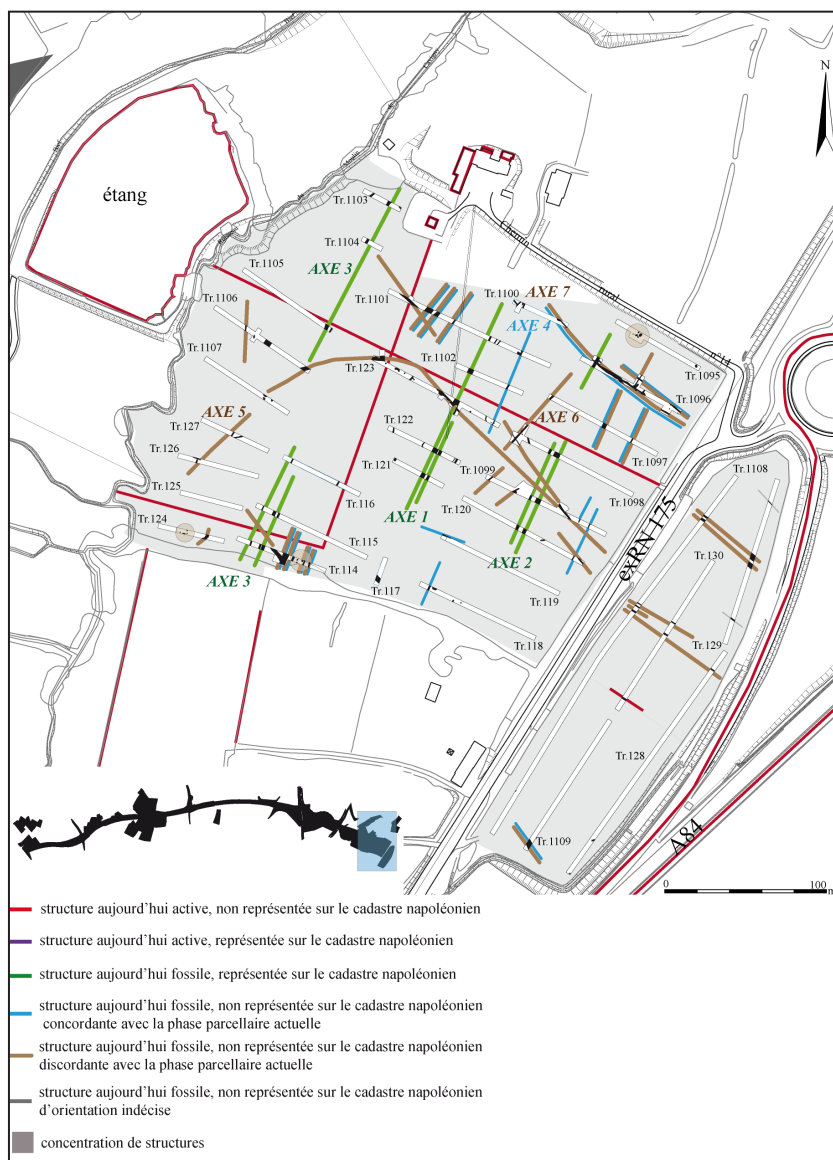 N
étang
Tr.1103
Tr.1104
AXE 3
Tr.1105
Tr.1101
Chemin
rural
n°14
Tr.1106
Tr.1100
AXE 7
AXE 4
Tr.1107
Tr.1102
Tr.1095
Tr.123
Tr.1096
AXE 5
AXE 6
Tr.127
Tr.122
Tr.126
Tr.1097
Tr.121
Tr.1099
Tr.1108
Tr.125
Tr.116
Tr.120
Tr.1098
AXE 1
exRN 175
Tr.124
Tr.115
Tr.130
AXE 3
Tr.114
AXE 2
Tr.117
Tr.119
Tr.118
Tr.129
Tr.128
Tr.1109
A84
0 100 m
structure aujourd'hui active, non représentée sur le cadastre napoléonien
structure aujourd'hui active, représentée sur le cadastre napoléonien
structure aujourd'hui fossile, représentée sur le cadastre napoléonien
structure aujourd'hui fossile, non représentée sur le cadastre napoléonien
concordante avec la phase parcellaire actuelle
structure aujourd'hui fossile, non représentée sur le cadastre napoléonien
discordante avec la phase parcellaire actuelle
structure aujourd'hui fossile, non représentée sur le cadastre napoléonien
d'orientation indécise
concentration de structures